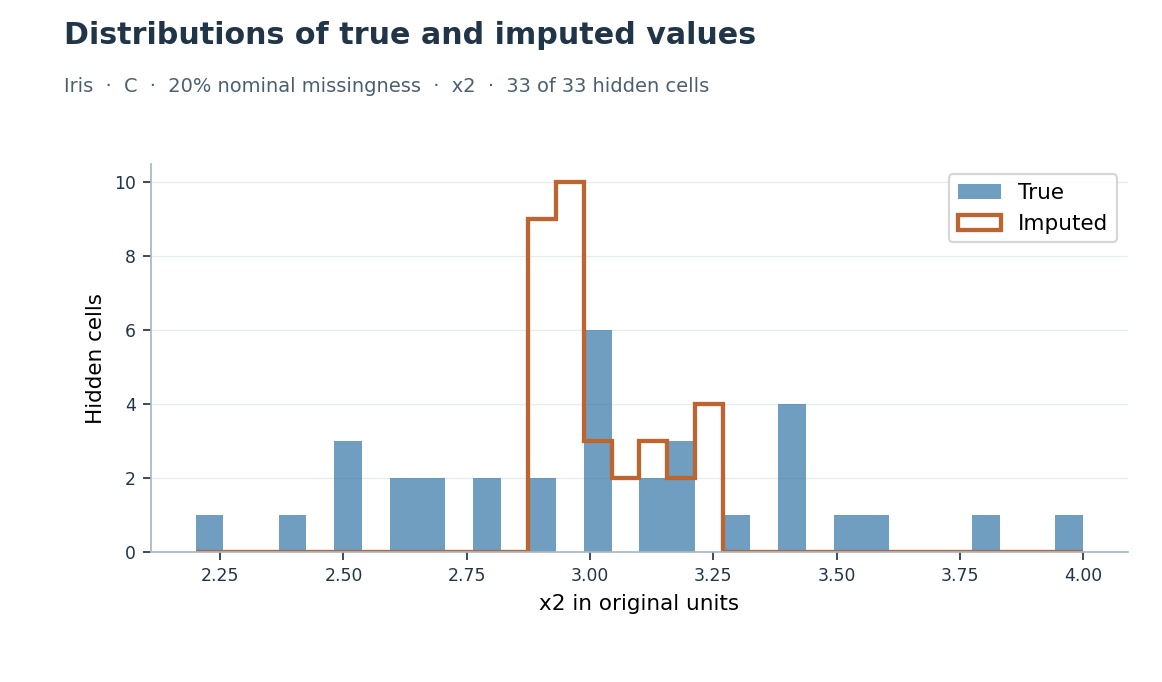 Distributions of true and imputed values
Iris · C · 20% nominal missingness · x2 · 33 of 33 hidden cells
True
Imputed
Hidden cells
10
8
6
4
2
0
2.25 2.50 2.75 3.00 3.25 3.50 3.75 4.00
x2 in original units